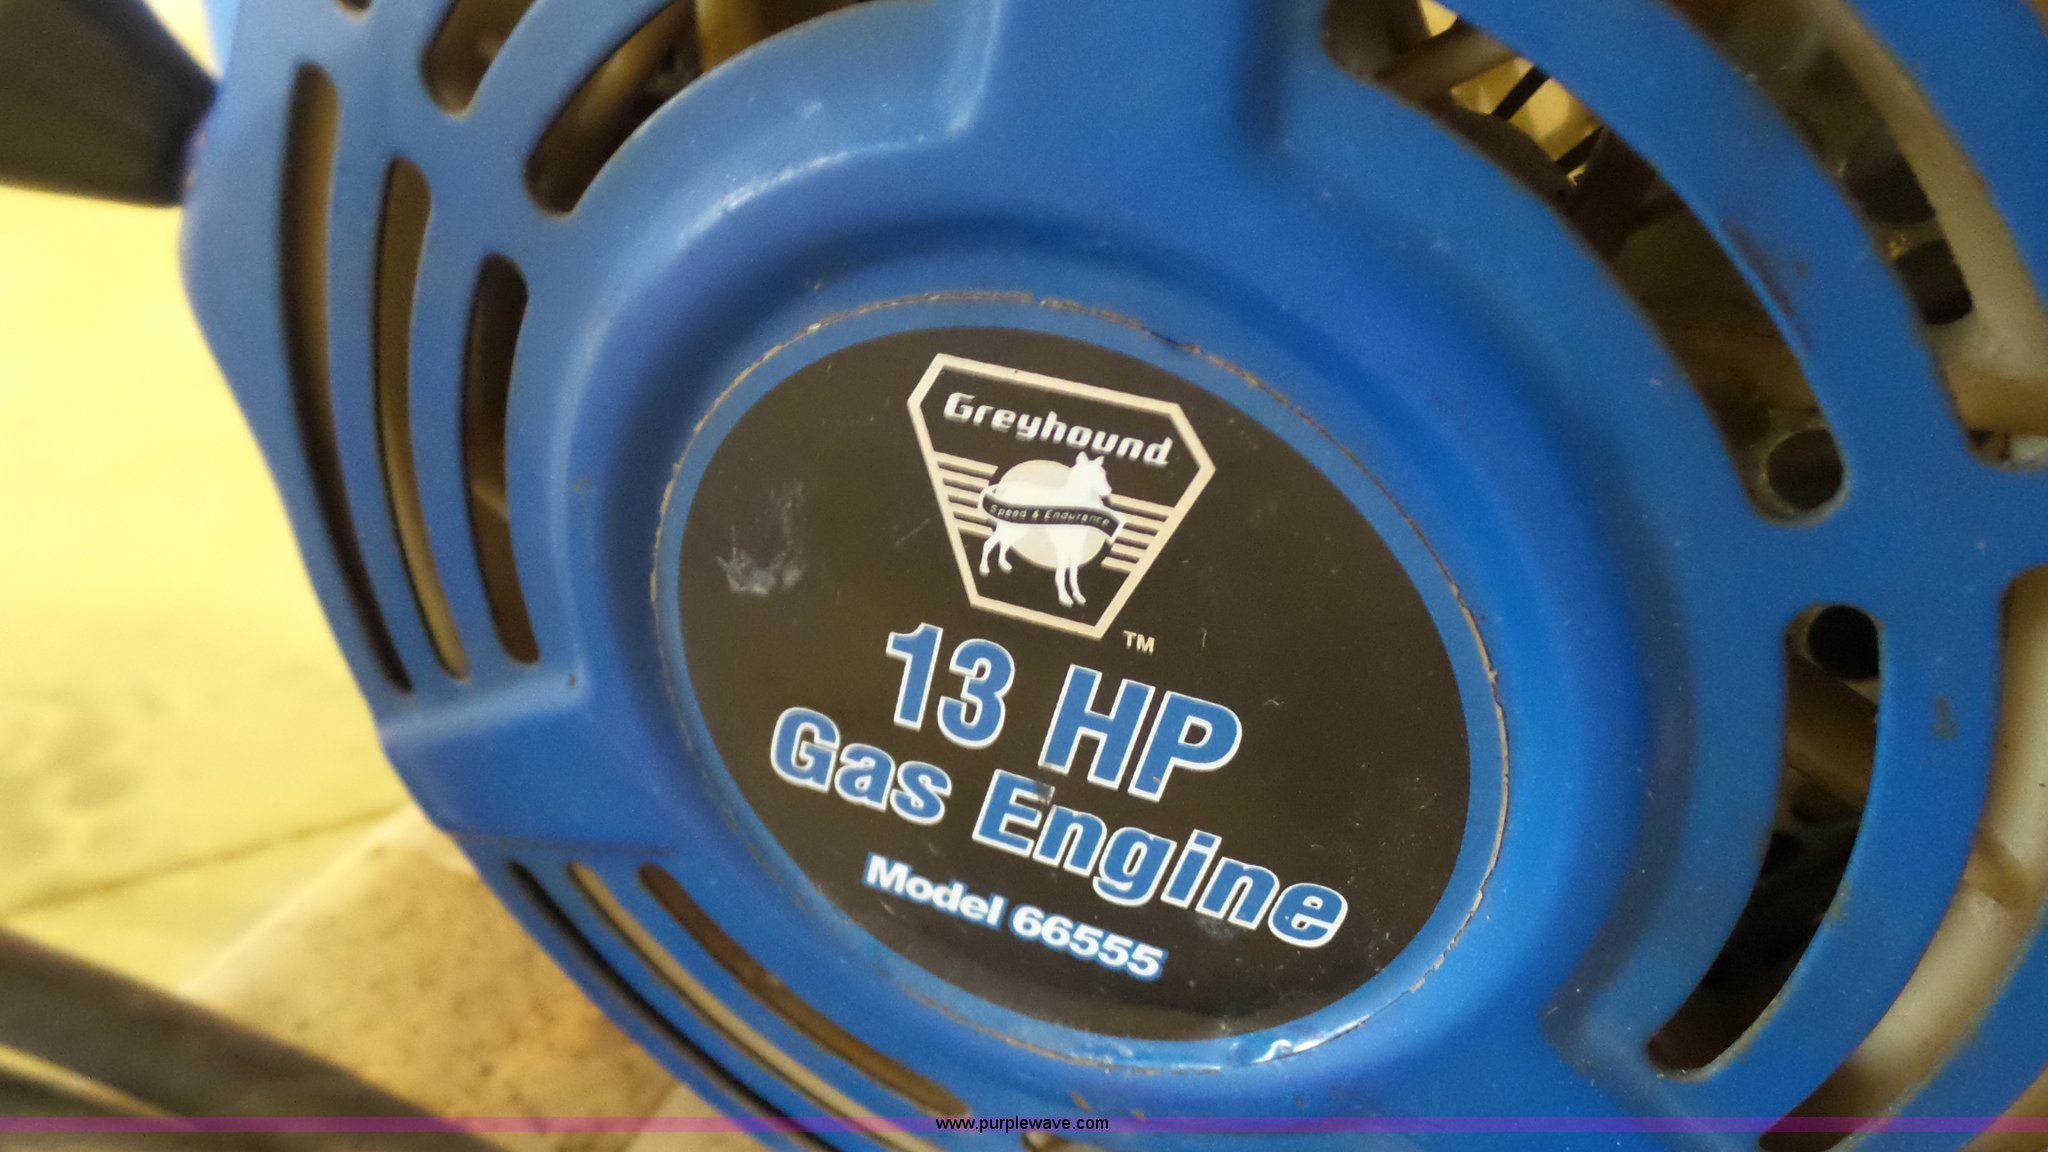 Greyhound
Speed & Endurance
TM
13 HP
Gas Engine
Model 66555
www.purplewave.com